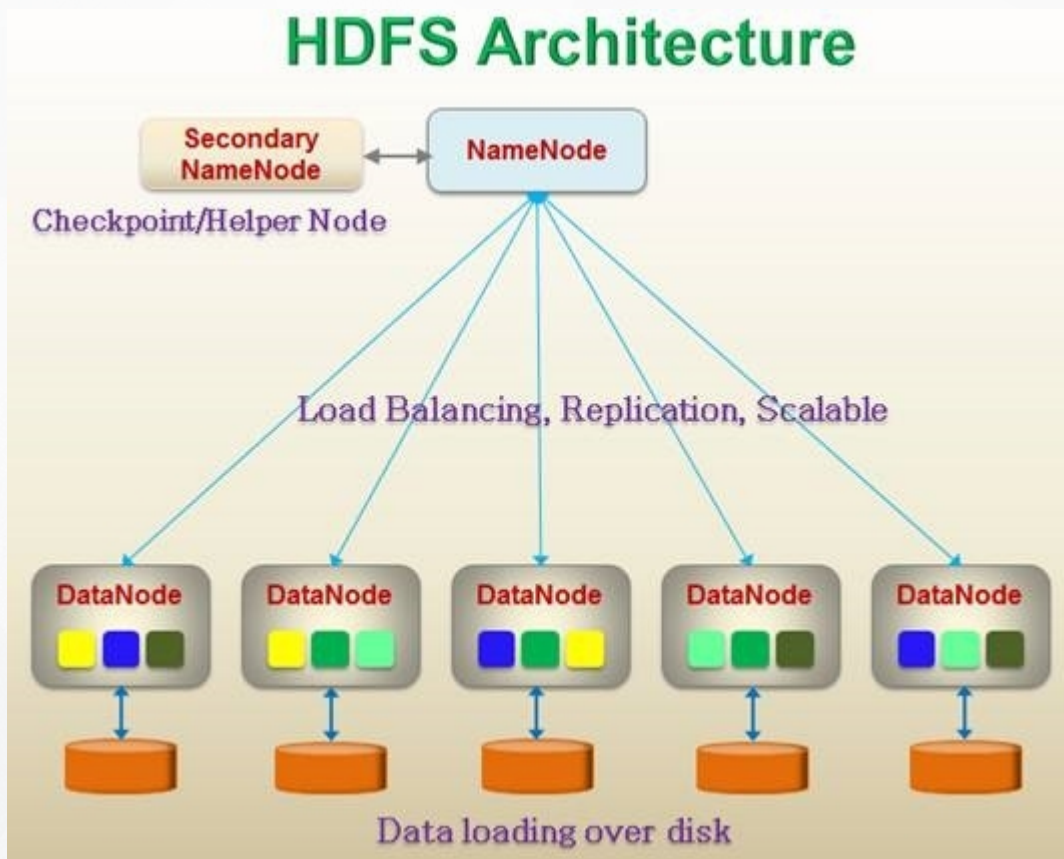 HDFS Architecture
Secondary
NameNode
NameNode
Checkpoint/Helper Node
Load Balancing, Replication, Scalable
DataNode
DataNode
DataNode
DataNode
DataNode
Data loading over disk